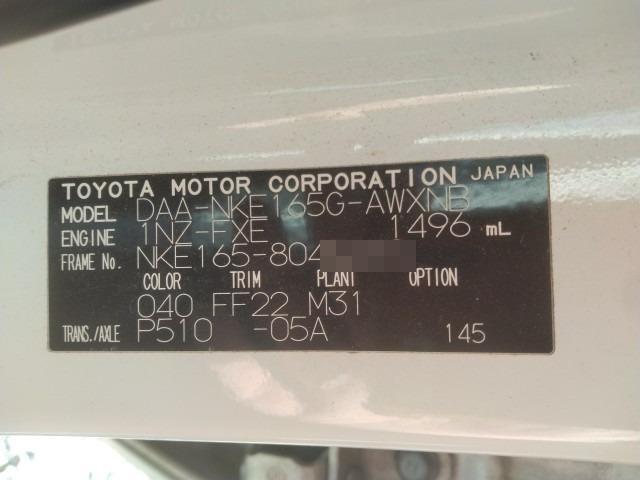 TOYOTA MOTOR CORPORATION JAPAN
MODEL DAA-NKE165G-AWXNB
ENGINE 1NZ-FXE 1496 mL
FRAME No. NKE165-804
COLOR TRIM PLANT OPTION
040 FF22 M31
TRANS./AXLE P510 -05A 145